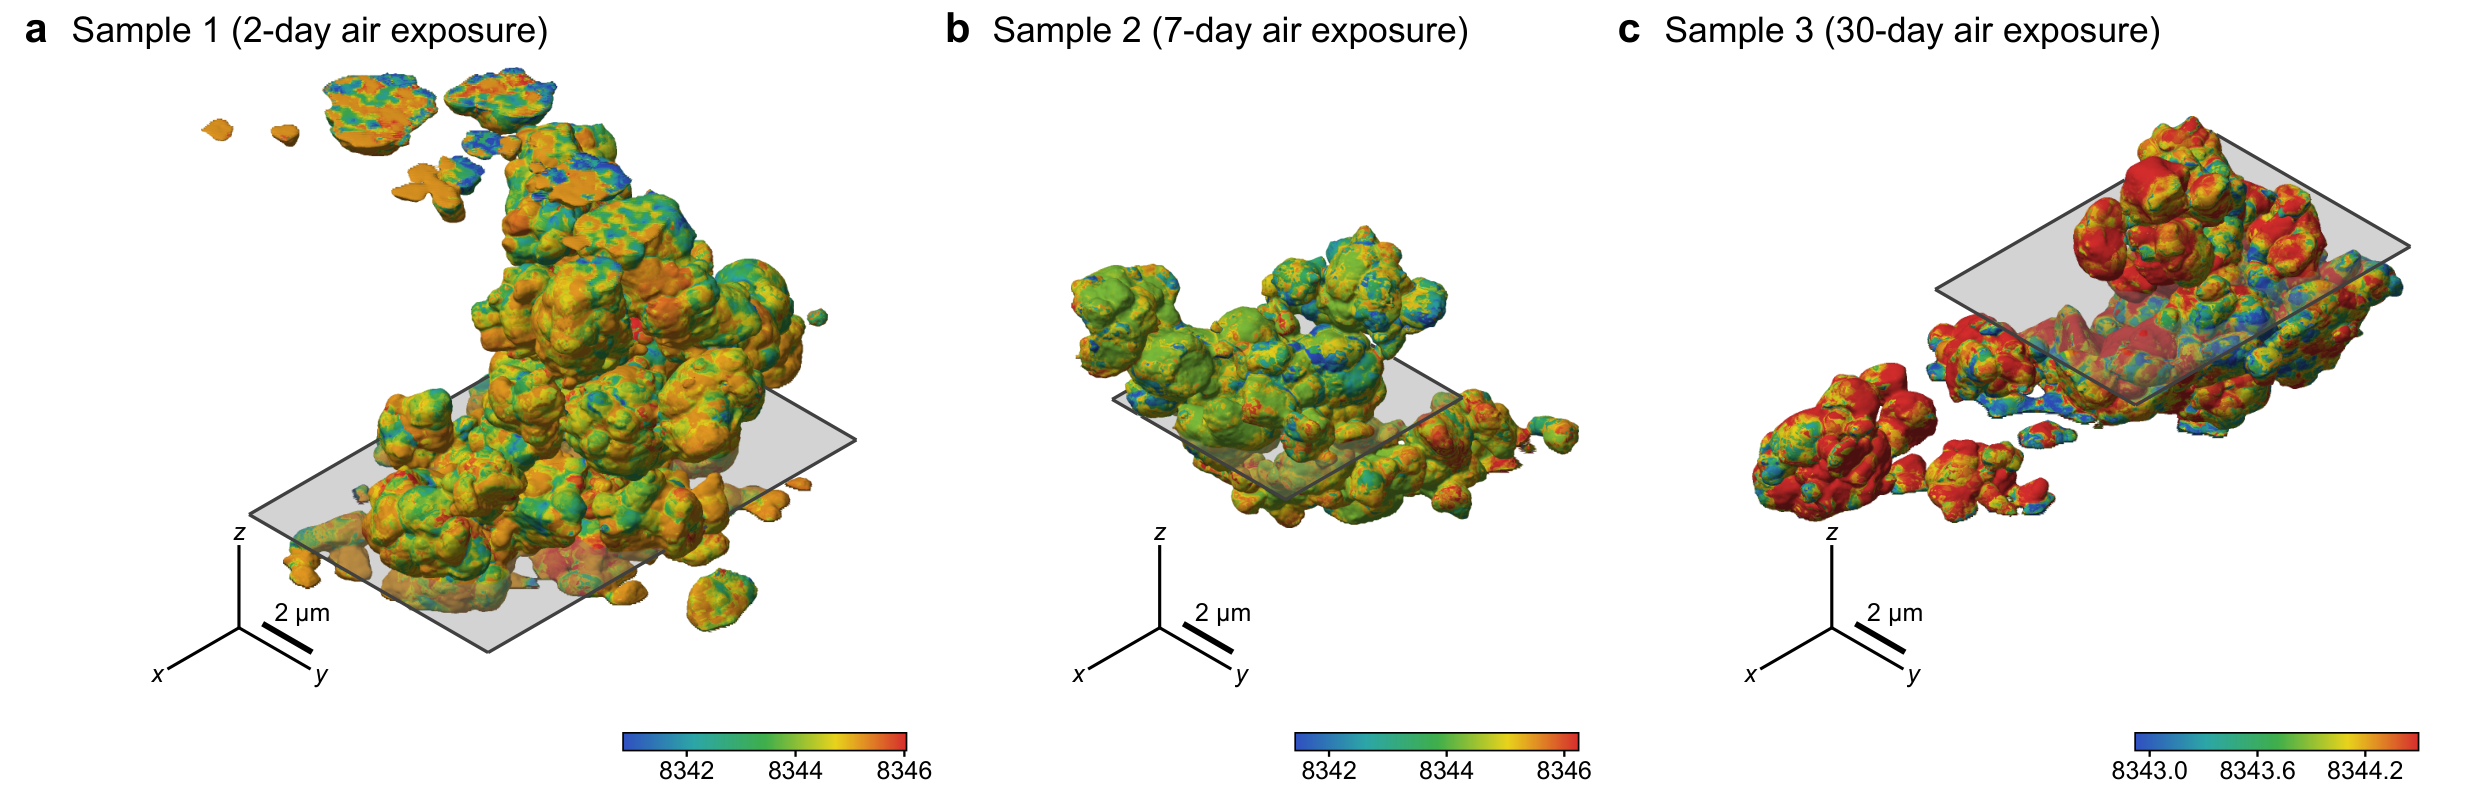 a Sample 1 (2-day air exposure)
b Sample 2 (7-day air exposure)
c Sample 3 (30-day air exposure)
z
2 µm
x
y
z
2 µm
x
y
z
2 µm
x
y
8342 8344 8346
8342 8344 8346
8343.0 8343.6 8344.2